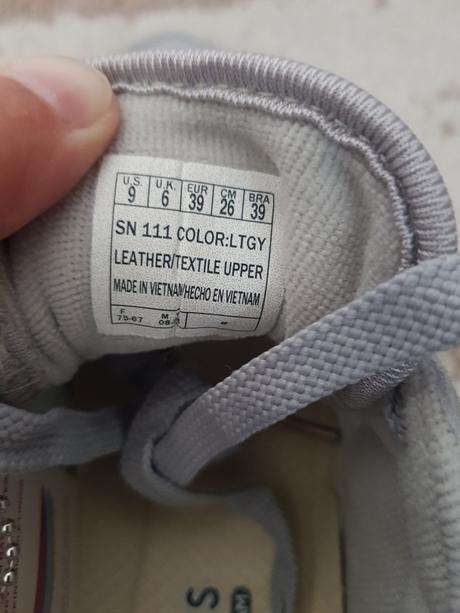 U.S. U.K. EUR CM BRA
9 6 39 26 39
SN 111 COLOR:LTGY
LEATHER/TEXTILE UPPER
MADE IN VIETNAM/HECHO EN VIETNAM
F M
75-67 08
S